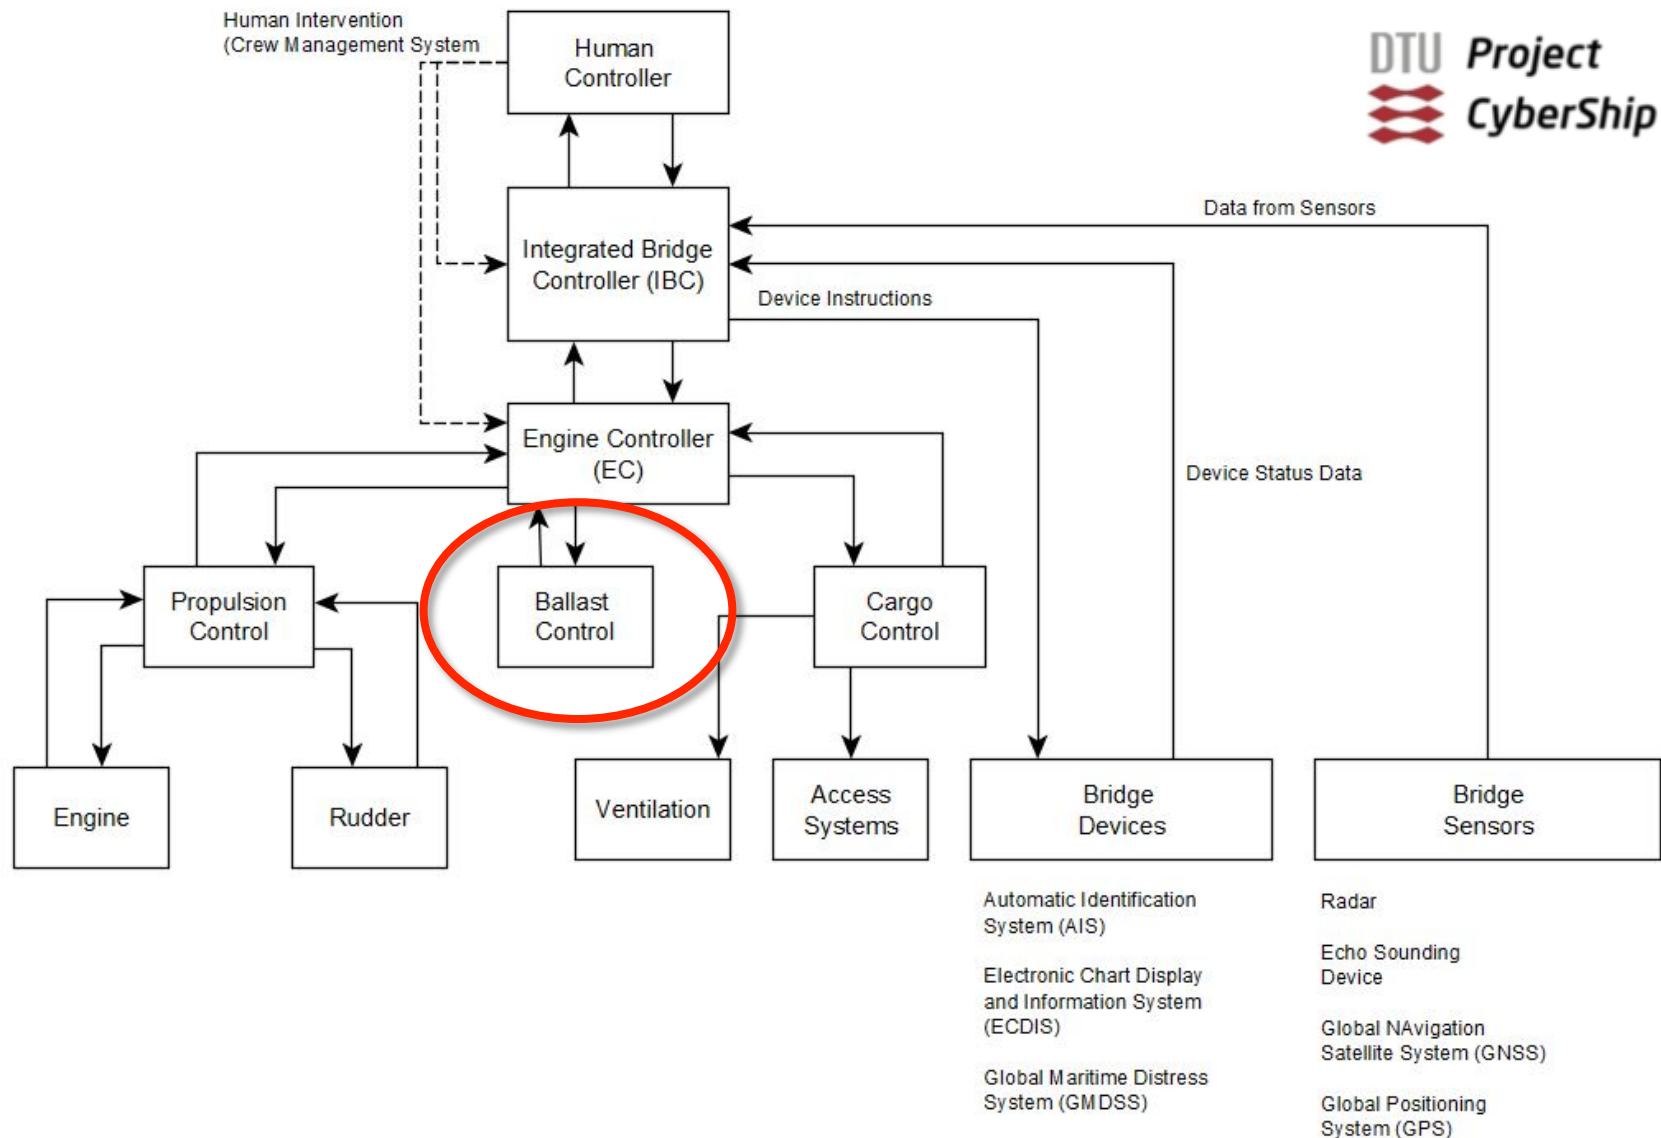 Human Intervention
(Crew Management System
Human
Controller
DTU
Project
CyberShip
Data from Sensors
Integrated Bridge
Controller (IBC)
Device Instructions
Engine Controller
(EC)
Device Status Data
Propulsion
Control
Ballast
Control
Cargo
Control
Engine
Rudder
Ventilation
Access
Systems
Bridge
Devices
Bridge
Sensors
Automatic Identification
System (AIS)
Electronic Chart Display
and Information System
(ECDIS)
Global Maritime Distress
System (GMDSS)
Radar
Echo Sounding
Device
Global NAvigation
Satellite System (GNSS)
Global Positioning
System (GPS)